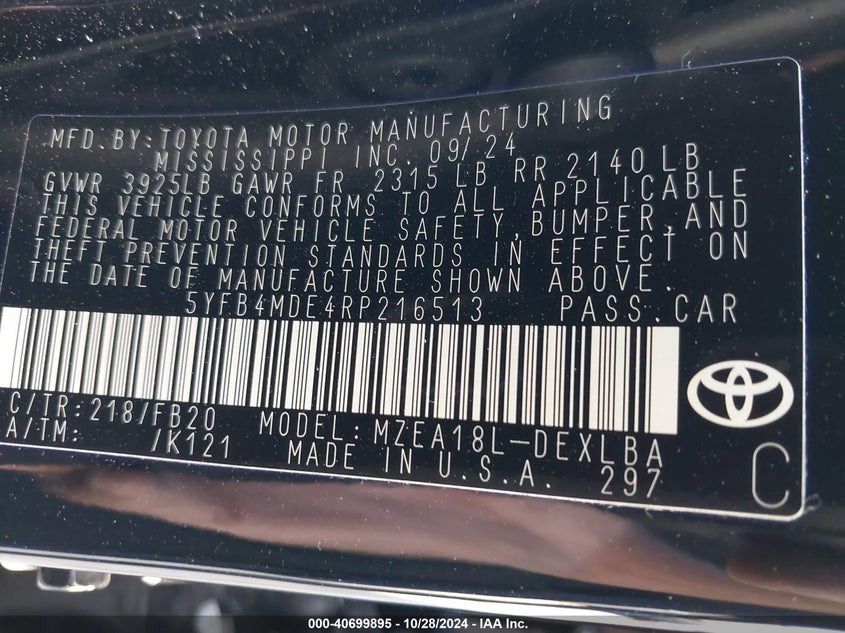 MFD.BY:TOYOTA MOTOR MANUFACTURING
MISSISSIPPI INC. 09/24
GVWR 3925LB GAWR FR 2315 LB RR 2140 LB
THIS VEHICLE CONFORMS TO ALL APPLICABLE
FEDERAL MOTOR VEHICLE SAFETY,BUMPER,AND
THEFT PREVENTION STANDARDS IN EFFECT ON
THE DATE OF MANUFACTURE SHOWN ABOVE.
5YFB4MDE4RP216513 PASS.CAR
C/TR:218/FB20 MODEL:MZEA18L-DEXLBA
A/TM: /K121 MADE IN U.S.A. 297
C
000-40699895 - 10/28/2024 - IAA Inc.